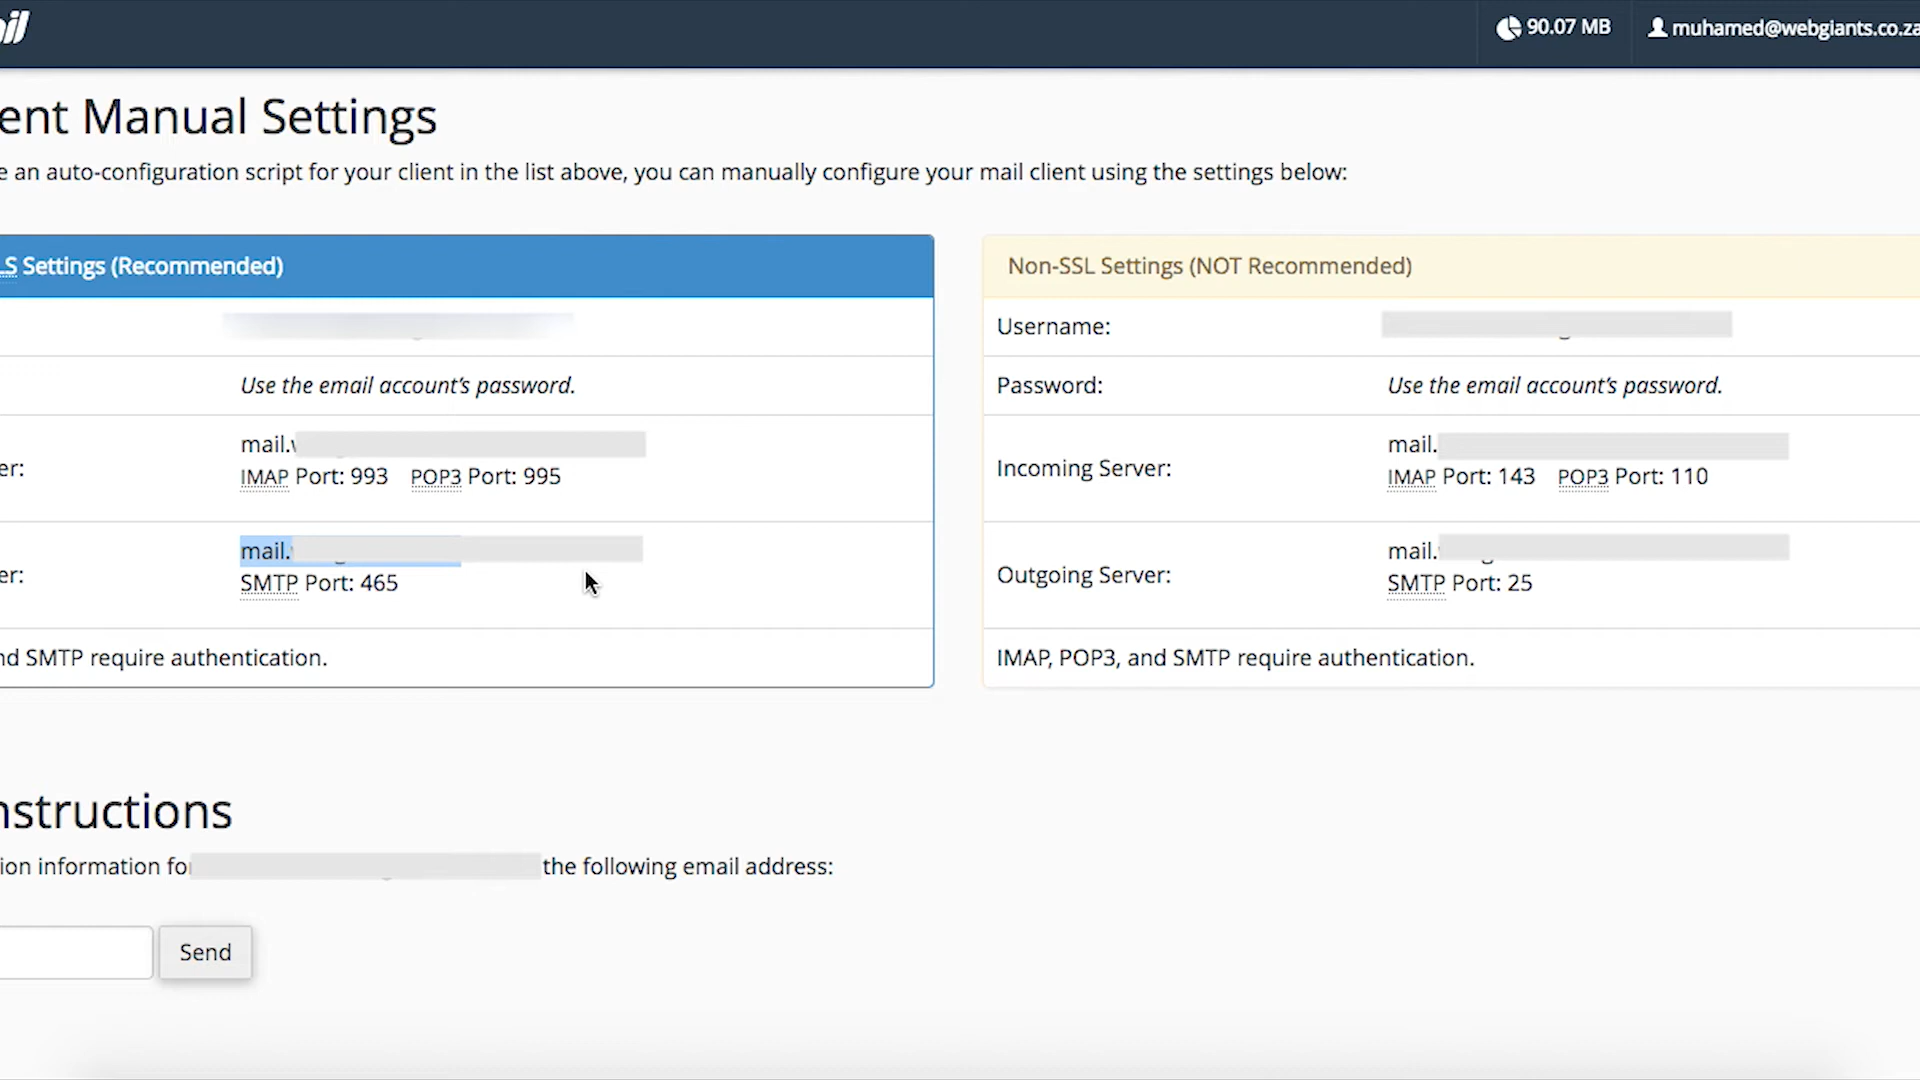 il
90.07 MB
muhamed@webgiants.co.za
ent Manual Settings
e an auto-configuration script for your client in the list above, you can manually configure your mail client using the settings below:
LS Settings (Recommended)
Use the email account's password.
er:
mail.
IMAP Port: 993 POP3 Port: 995
er:
mail.
SMTP Port: 465
nd SMTP require authentication.
Non-SSL Settings (NOT Recommended)
Username:
Password:
Use the email account's password.
Incoming Server:
mail.
IMAP Port: 143 POP3 Port: 110
Outgoing Server:
mail.
SMTP Port: 25
IMAP, POP3, and SMTP require authentication.
nstructions
ion information for the following email address:
Send